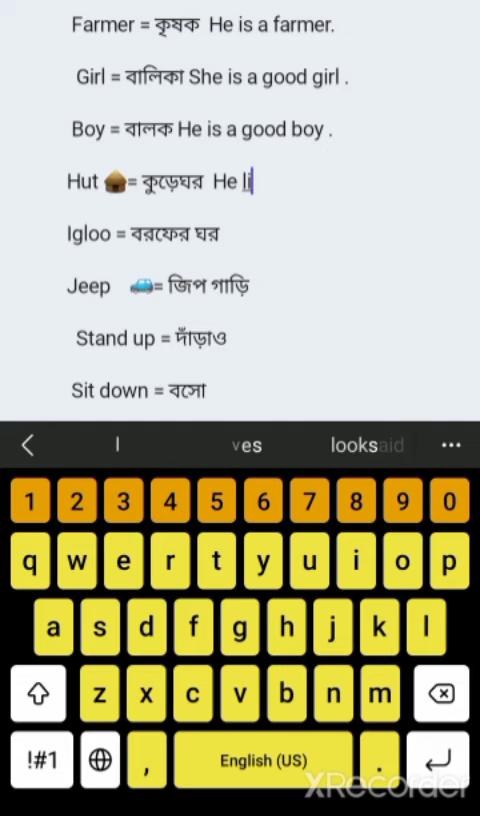 Farmer = কৃষক He is a farmer.
Girl = বালিকা She is a good girl .
Boy = বালক He is a good boy .
Hut 🛖= কুড়েঘর He li
Igloo = বরফের ঘর
Jeep 🚙= জিপ গাড়ি
Stand up = দাঁড়াও
Sit down = বসো
l ves looksaid ...
1 2 3 4 5 6 7 8 9 0
q w e r t y u i o p
a s d f g h j k l
z x c v b n m
!#1 , English (US) .
XRecorder